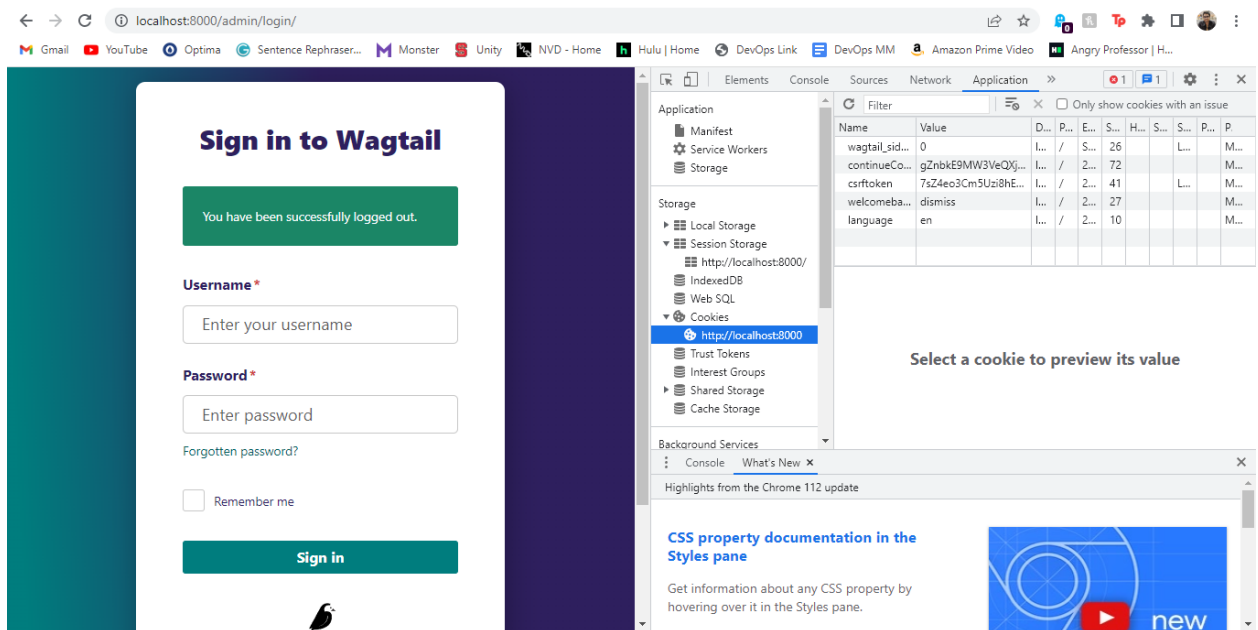 localhost:8000/admin/login/
0
Gmail YouTube Optima Sentence Rephraser... Monster Unity NVD - Home Hulu | Home DevOps Link DevOps MM Amazon Prime Video Angry Professor | H...
Sign in to Wagtail
You have been successfully logged out.
Username *
Enter your username
Password *
Enter password
Forgotten password?
Remember me
Sign in
Elements Console Sources Network Application » 1 1
Application
Manifest
Service Workers
Storage
Storage
Local Storage
Session Storage
http://localhost:8000/
IndexedDB
Web SQL
Cookies
http://localhost:8000
Trust Tokens
Interest Groups
Shared Storage
Cache Storage
Background Services
Filter Only show cookies with an issue
Name Value D... P... E... S... H... S... S... P... P.
wagtail_sid... 0 l... / S... 26 L... M...
continueCo... gZnbkE9MW3VeQXj... l... / 2... 72 M...
csrftoken 7sZ4eo3Cm5Uzi8hE... l... / 2... 41 L... M...
welcomeba... dismiss l... / 2... 27 M...
language en l... / 2... 10 M...
Select a cookie to preview its value
Console What's New
Highlights from the Chrome 112 update
CSS property documentation in the
Styles pane
Get information about any CSS property by
hovering over it in the Styles pane.
new